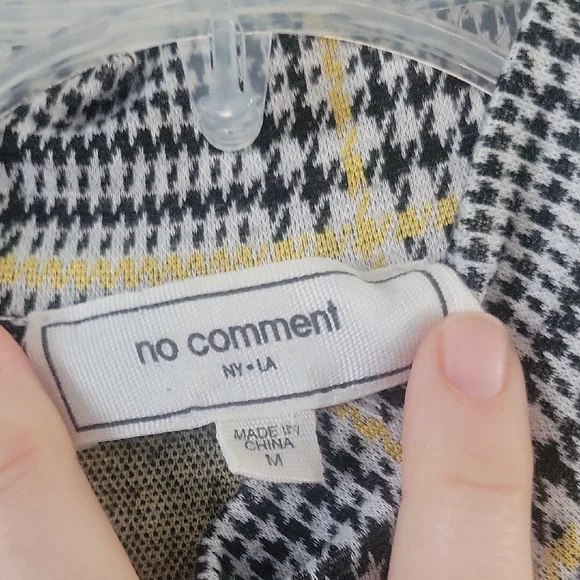 no comment
NY • LA
MADE IN
CHINA
M